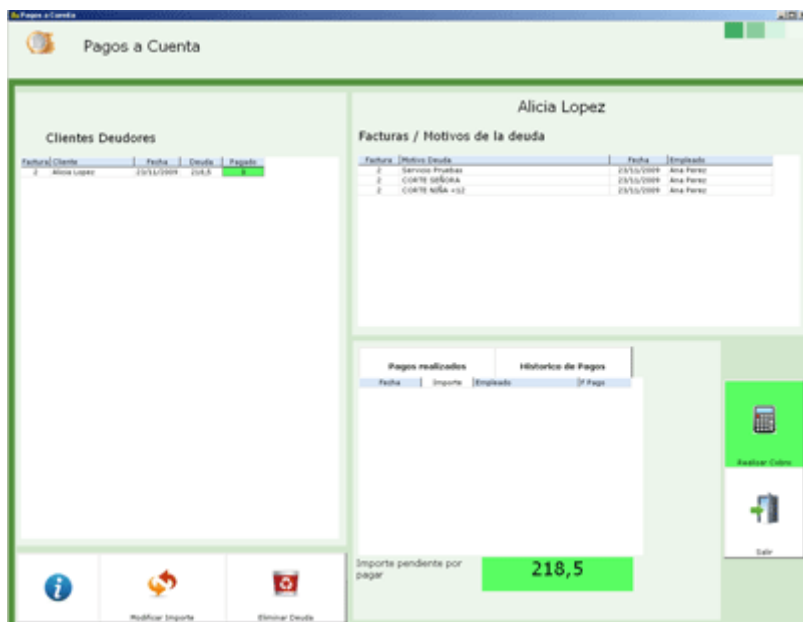 Pagos a Cuenta
Pagos a Cuenta
Alicia Lopez
Clientes Deudores
Facturas / Motivos de la deuda
Factura Cliente Fecha Deuda Pagado
2 Alicia Lopez 23/11/2009 218,5
Factura Motivo Deuda Fecha Empleado
2 Servicio Pruebas 23/11/2009 Ana Perez
2 CORTE SEÑORA 23/11/2009 Ana Perez
2 CORTE NIÑA <12 23/11/2009 Ana Perez
Pagos realizados Historico de Pagos
Fecha Importe Empleado F Pago
Realizar Cobro
Salir
Importe pendiente por
pagar
218,5
Modificar Importe Eliminar Deuda